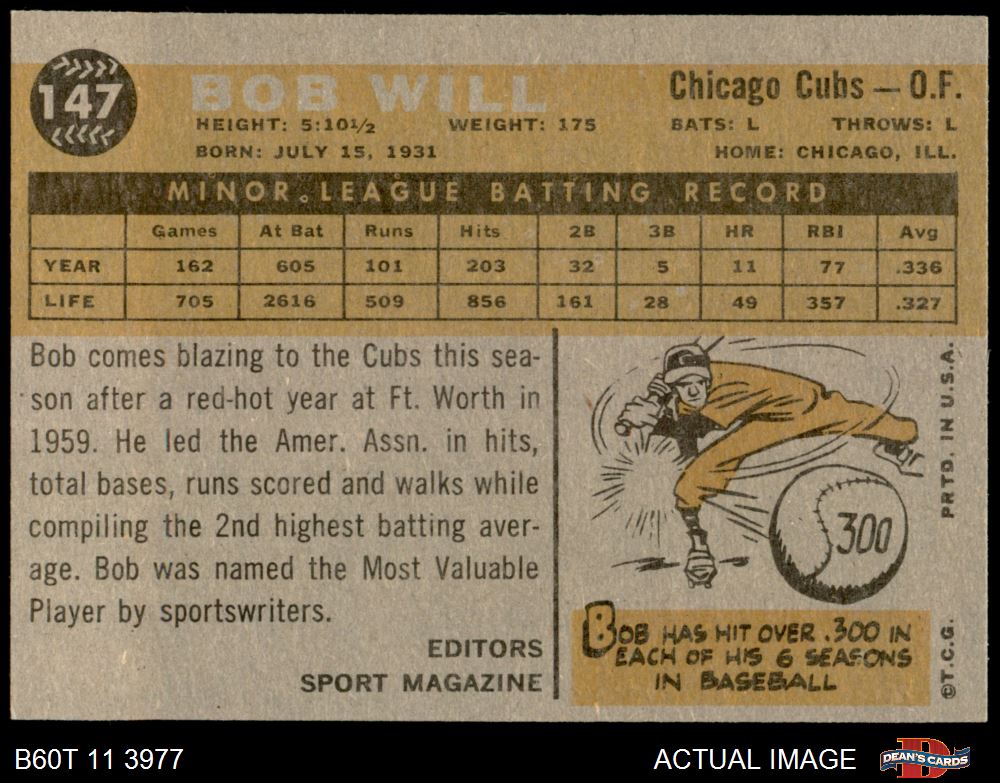 147
BOB WILL
Chicago Cubs — O.F.
HEIGHT: 5:10½ WEIGHT: 175 BATS: L THROWS: L
BORN: JULY 15, 1931 HOME: CHICAGO, ILL.
MINOR LEAGUE BATTING RECORD
Games At Bat Runs Hits 2B 3B HR RBI Avg
YEAR 162 605 101 203 32 5 11 77 .336
LIFE 705 2616 509 856 161 28 49 357 .327
Bob comes blazing to the Cubs this sea-
son after a red-hot year at Ft. Worth in
1959. He led the Amer. Assn. in hits,
total bases, runs scored and walks while
compiling the 2nd highest batting aver-
age. Bob was named the Most Valuable
Player by sportswriters.
EDITORS
SPORT MAGAZINE
300
BOB HAS HIT OVER .300 IN
EACH OF HIS 6 SEASONS
IN BASEBALL
©T.C.G. PRTD. IN U.S.A.
B60T 11 3977
ACTUAL IMAGE
DEAN'S CARDS